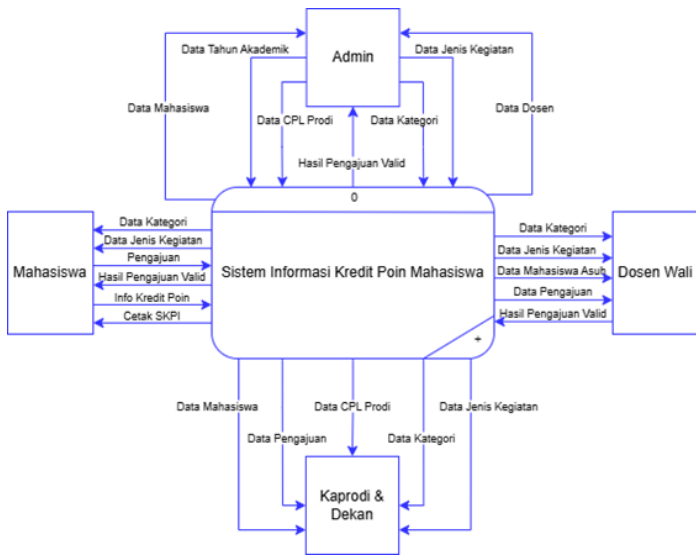 Admin
Data Tahun Akademik
Data Jenis Kegiatan
Data Mahasiswa
Data CPL Prodi
Data Kategori
Data Dosen
Hasil Pengajuan Valid
0
Mahasiswa
Data Kategori
Data Jenis Kegiatan
Pengajuan
Hasil Pengajuan Valid
Info Kredit Poin
Cetak SKPI
Sistem Informasi Kredit Poin Mahasiswa
+
Data Kategori
Data Jenis Kegiatan
Data Mahasiswa Asuh
Data Pengajuan
Hasil Pengajuan Valid
Dosen Wali
Data Mahasiswa
Data CPL Prodi
Data Jenis Kegiatan
Data Pengajuan
Data Kategori
Kaprodi &
Dekan